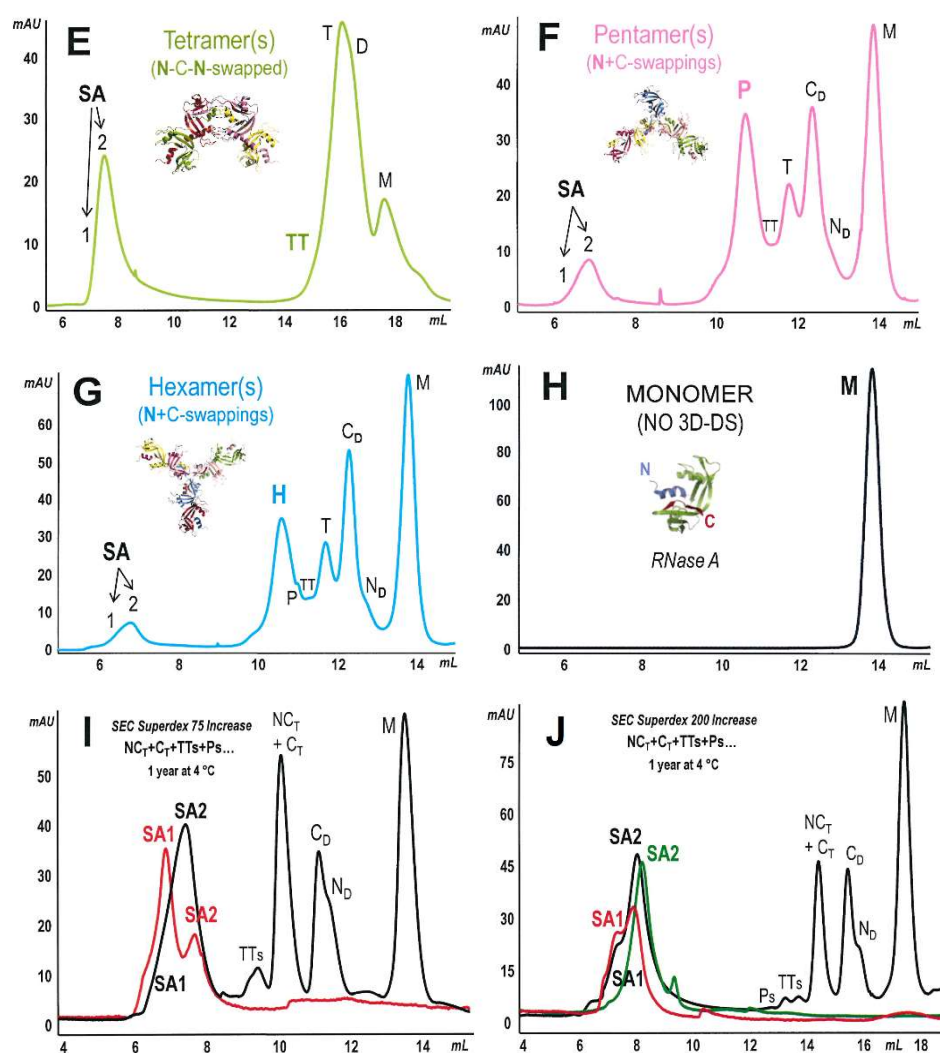 mAU
E
Tetramer(s)
(N-C-N-swapped)
T
D
SA
2
1
TT
M
40
30
20
10
0
6 8 10 12 14 16 18 mL
mAU
F
Pentamer(s)
(N+C-swappings)
M
P
CD
T
SA
2
1
TT
ND
50
40
30
20
10
0
6 8 10 12 14 mL
mAU
G
Hexamer(s)
(N+C-swappings)
M
CD
H
T
SA
1 2
P
TT
ND
60
50
40
30
20
10
0
6 8 10 12 14 mL
mAU
H
MONOMER
(NO 3D-DS)
M
N
C
RNase A
100
80
60
40
20
0
6 8 10 12 14 mL
mAU
I
SEC Superdex 75 Increase
NCT+CT+TTs+Ps...
1 year at 4 °C
NCT
+ CT
M
SA2
SA1
CD
ND
SA2
TTs
SA1
50
40
30
20
10
0
4 6 8 10 12 14 mL
mAU
J
SEC Superdex 200 Increase
NCT+CT+TTs+Ps...
1 year at 4 °C
M
NCT
+ CT
CD
SA2
SA2
SA1
ND
SA1
Ps
TTs
75
60
45
30
15
0
4 6 8 10 12 14 16 mL 18